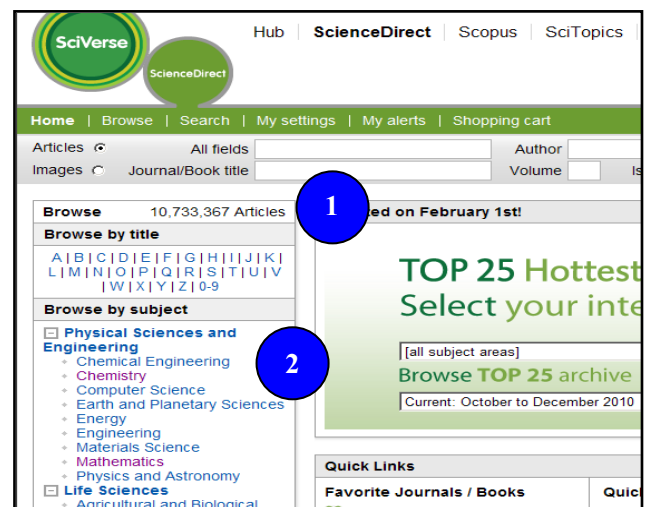 SciVerse
ScienceDirect
Hub | ScienceDirect | Scopus | SciTopics |
Home | Browse | Search | My settings | My alerts | Shopping cart
Articles All fields Author
Images Journal/Book title Volume
1
2
Browse 10,733,367 Articles
Browse by title
A|B|C|D|E|F|G|H|I|J|K|
L|M|N|O|P|Q|R|S|T|U|V
|W|X|Y|Z|0-9
Browse by subject
Physical Sciences and
Engineering
Chemical Engineering
Chemistry
Computer Science
Earth and Planetary Sciences
Energy
Engineering
Materials Science
Mathematics
Physics and Astronomy
Life Sciences
Agricultural and Biological
on February 1st!
TOP 25 Hottest
Select your inte
[all subject areas]
Browse TOP 25 archive
Current: October to December 2010
Quick Links
Favorite Journals / Books
Quic